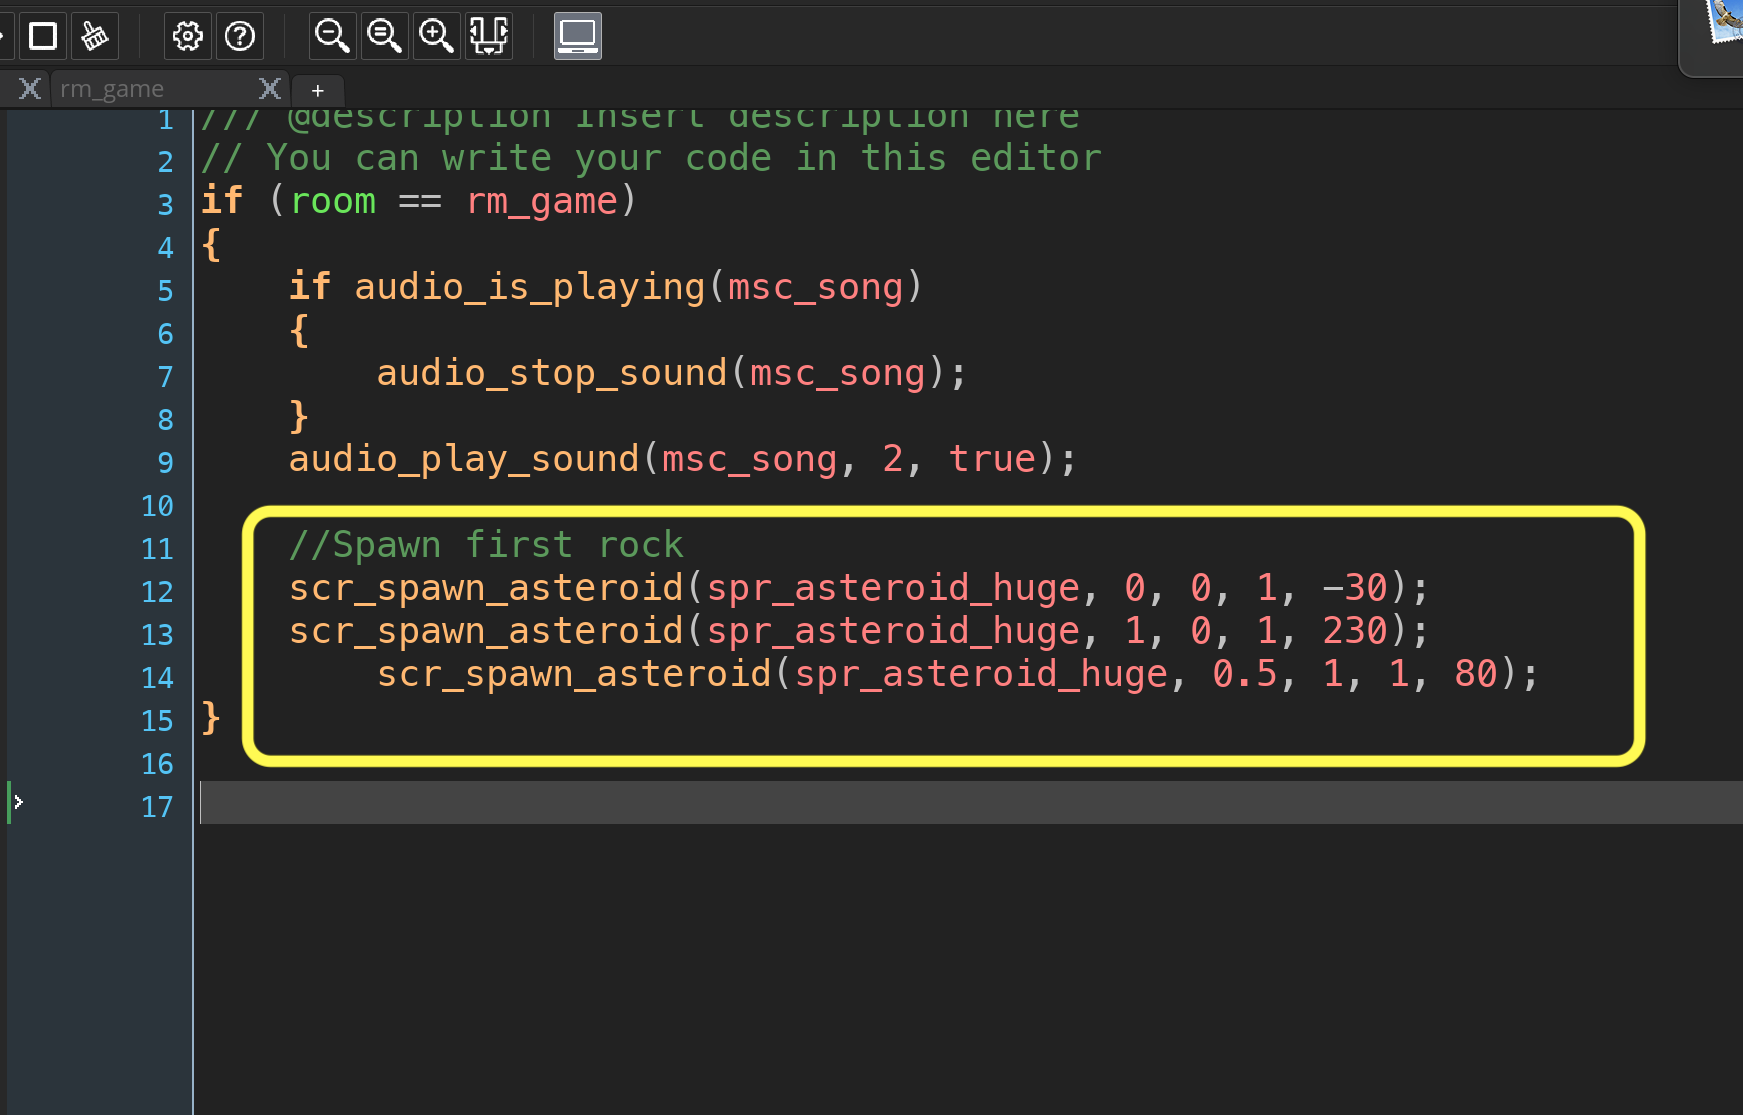 rm_game
+
1 /// @description Insert description here
2 // You can write your code in this editor
3 if (room == rm_game)
4 {
5 if audio_is_playing(msc_song)
6 {
7 audio_stop_sound(msc_song);
8 }
9 audio_play_sound(msc_song, 2, true);
10
11 //Spawn first rock
12 scr_spawn_asteroid(spr_asteroid_huge, 0, 0, 1, -30);
13 scr_spawn_asteroid(spr_asteroid_huge, 1, 0, 1, 230);
14 scr_spawn_asteroid(spr_asteroid_huge, 0.5, 1, 1, 80);
15 }
16
17